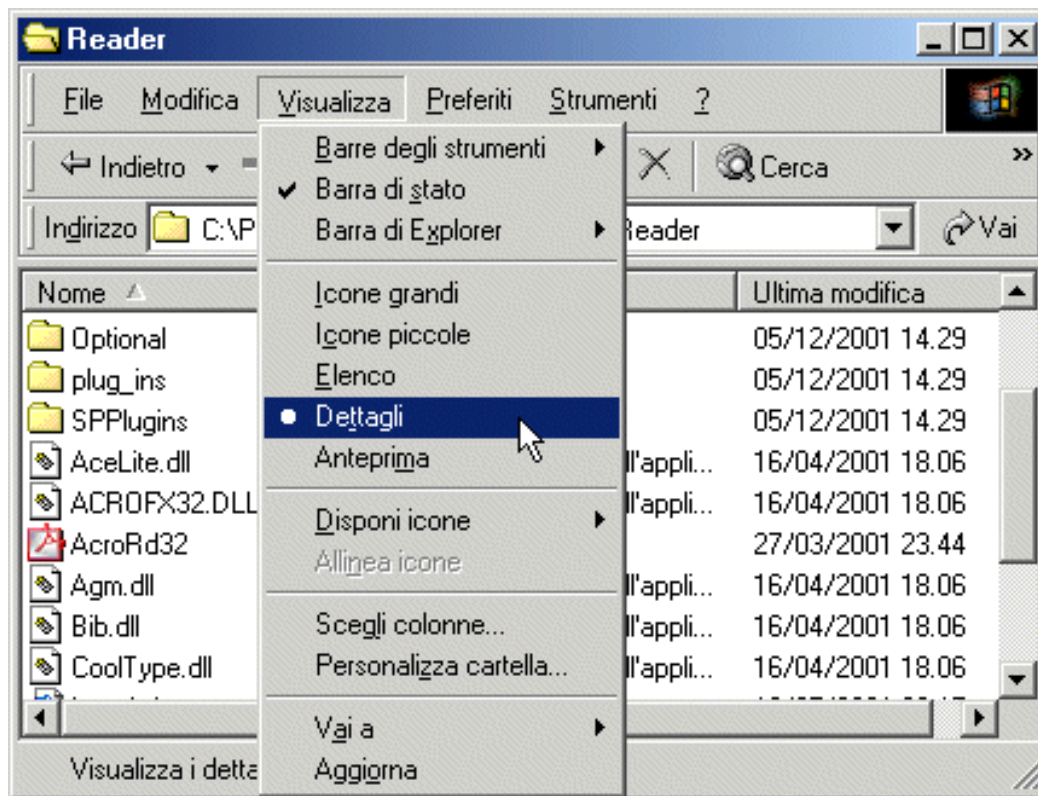 Reader
File Modifica Visualizza Preferiti Strumenti ?
Indietro Cerca »
Indirizzo C:\P Reader Vai
Barre degli strumenti
Barra di stato
Barra di Explorer
Icone grandi
Icone piccole
Elenco
Dettagli
Anteprima
Disponi icone
Allinea icone
Scegli colonne...
Personalizza cartella...
Vai a
Aggiorna
Nome Ultima modifica
Optional 05/12/2001 14.29
plug_ins 05/12/2001 14.29
SPPlugins 05/12/2001 14.29
AceLite.dll ll'appli... 16/04/2001 18.06
ACROFX32.DLL ll'appli... 16/04/2001 18.06
AcroRd32 27/03/2001 23.44
Agm.dll ll'appli... 16/04/2001 18.06
Bib.dll ll'appli... 16/04/2001 18.06
CoolType.dll ll'appli... 16/04/2001 18.06
Visualizza i detta